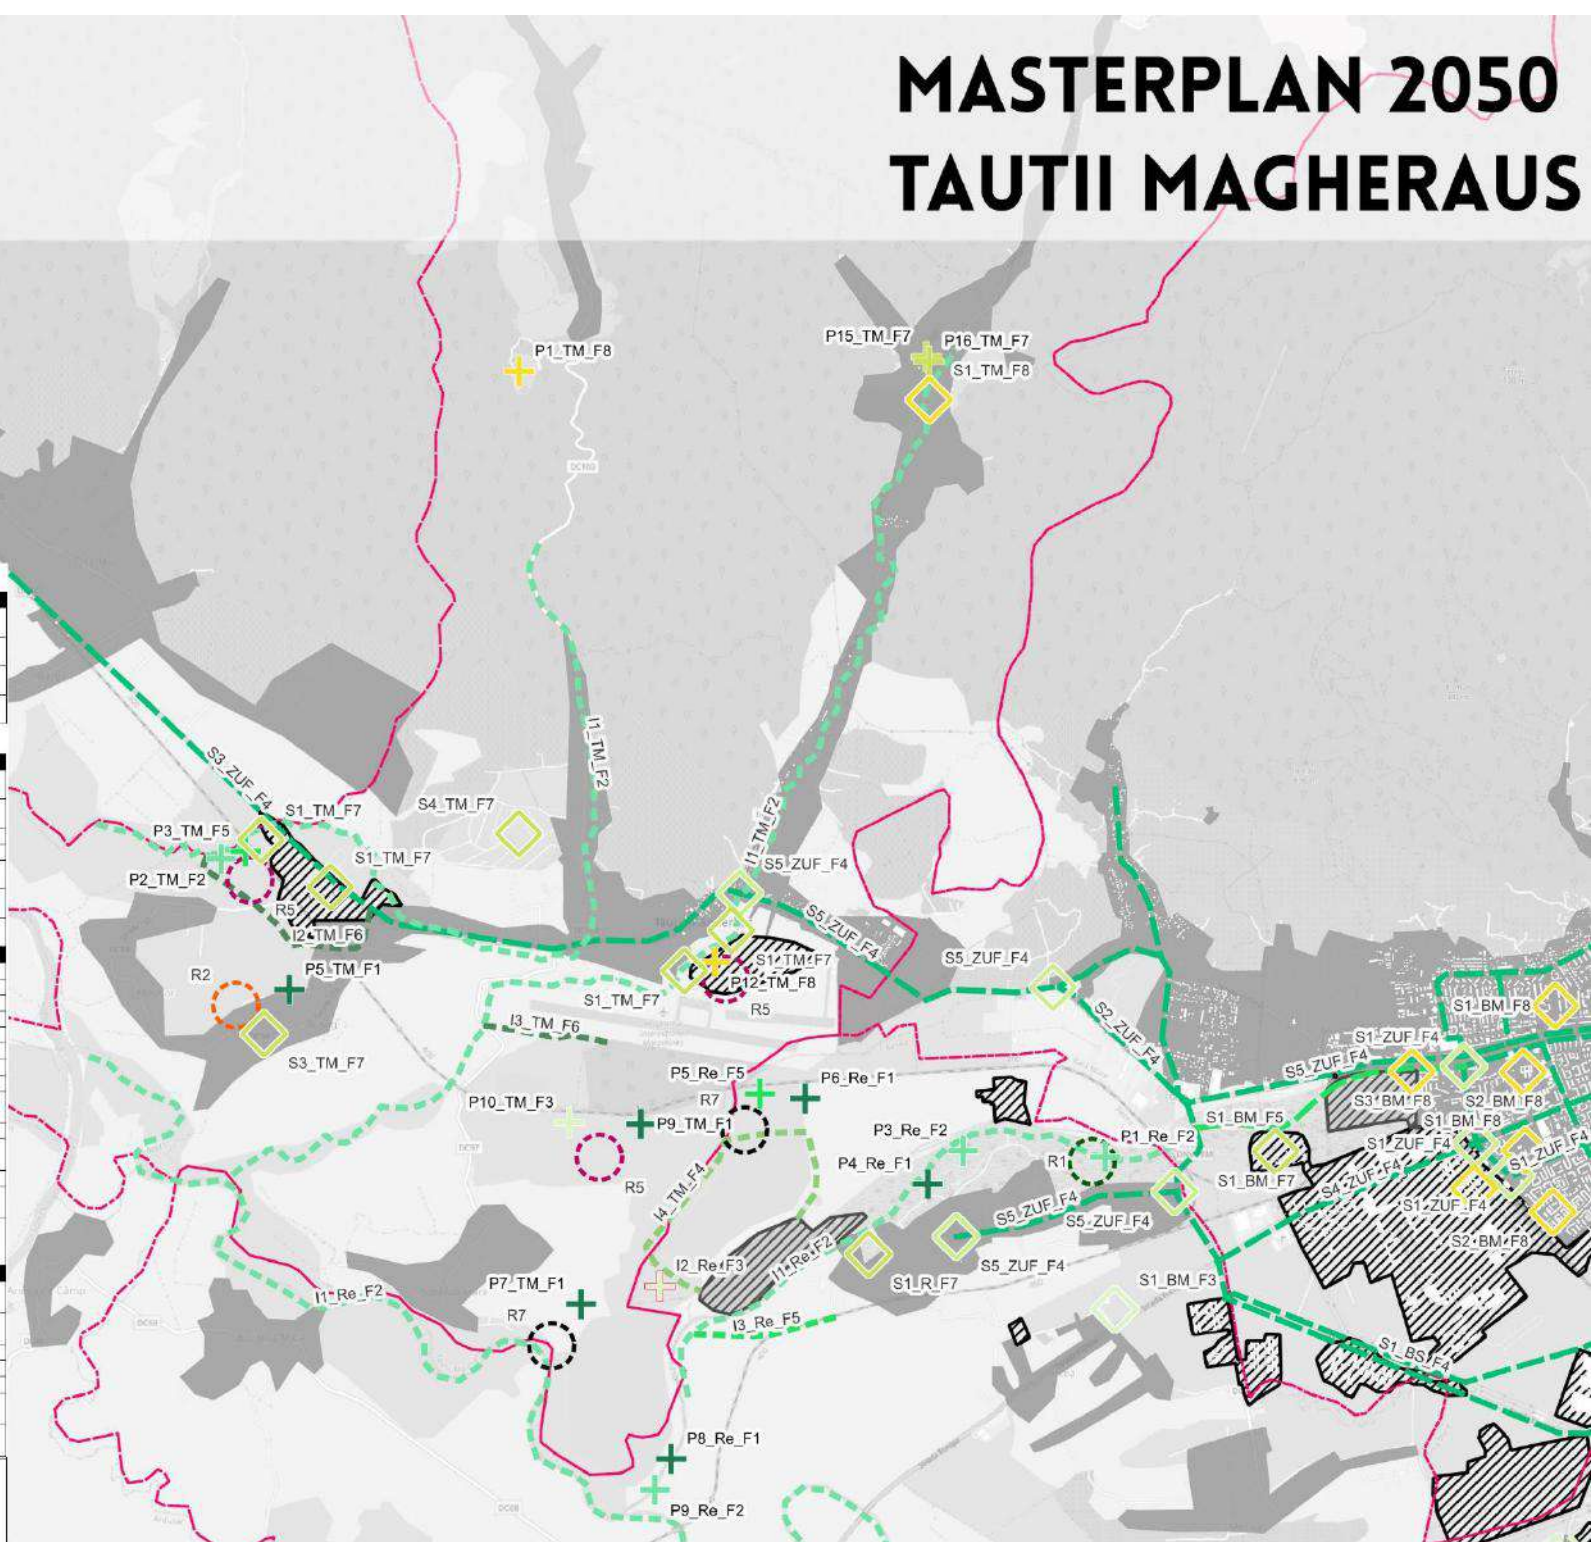 MASTERPLAN 2050
TAUTII MAGHERAUS
P1_TM_F8
P15_TM_F7
P16_TM_F7
S1_TM_F8
I1_TM_F2
S3_ZUF_F4
S1_TM_F7
S4_TM_F7
I1_TM_F2
P3_TM_F5
S1_TM_F7
S5_ZUF_F4
P2_TM_F2
R5
S5_ZUF_F4
I2_TM_F6
S1_TM_F7
S5_ZUF_F4
P5_TM_F1
R2
P12_TM_F8
S1_TM_F7
R5
I3_TM_F6
S2_ZUF_F4
S1_BM_F8
S1_ZUF_F4
S3_TM_F7
S5_ZUF_F4
P5_Re_F5
P6_Re_F1
R7
P10_TM_F3
P9_TM_F1
S3_BM_F8
S2_BM_F8
S1_BM_F5
S1_BM_F8
P3_Re_F2
P1_Re_F2
S1_ZUF_F4
S1_ZUF_F4
P4_Re_F1
R1
S1_BM_F7
S4_ZUF_F4
R5
I4_TM_F4
S5_ZUF_F4
S5_ZUF_F4
S1_ZUF_F4
S2_BM_F8
I2_Re_F3
I1_Re_F2
S5_ZUF_F4
S1_R_F7
S1_BM_F3
P7_TM_F1
I1_Re_F2
R7
I3_Re_F5
S1_BS_F4
P8_Re_F1
P9_Re_F2